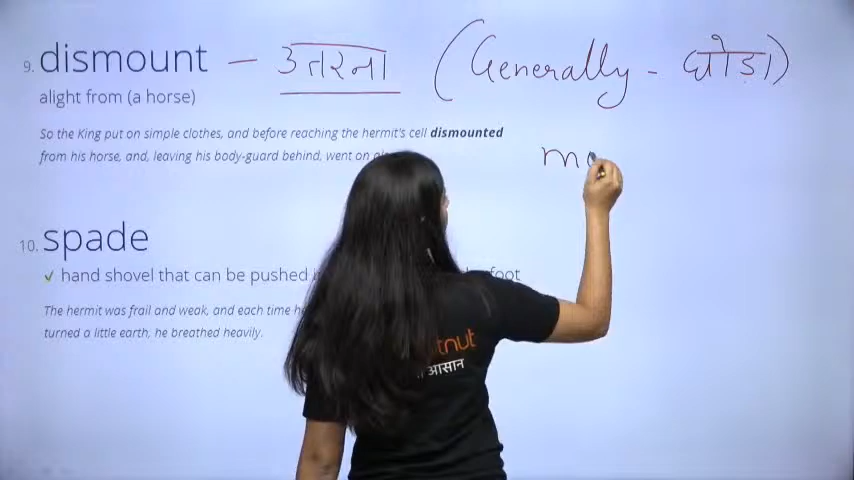 9. dismount – उतरना (Generally - घोड़ा)
alight from (a horse)
So the King put on simple clothes, and before reaching the hermit's cell dismounted
from his horse, and, leaving his body-guard behind, went on
mo
10. spade
✓ hand shovel that can be pushed foot
The hermit was frail and weak, and each time
turned a little earth, he breathed heavily.
tnut
आसान